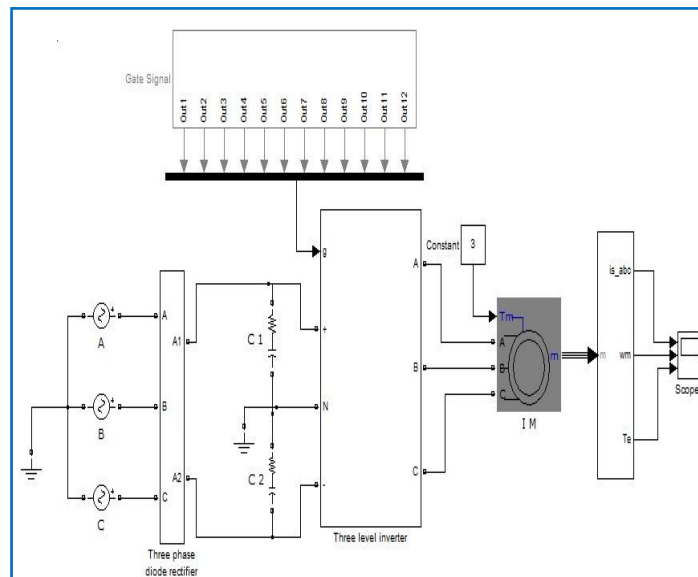 Gate Signal
Out1
Out2
Out3
Out4
Out5
Out6
Out7
Out8
Out9
Out10
Out11
Out12
g
Constant
3
A
A
A1
+
C 1
A
Tm
A
B
C
m
I M
m
is_abc
wm
Te
Scope
B
B
N
B
C
C
A2
C 2
-
C
Three phase
diode rectifier
Three level inverter